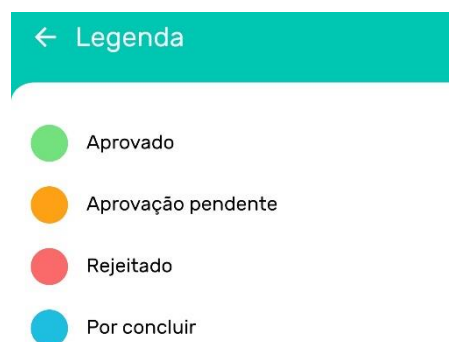 Legenda
Aprovado
Aprovação pendente
Rejeitado
Por concluir